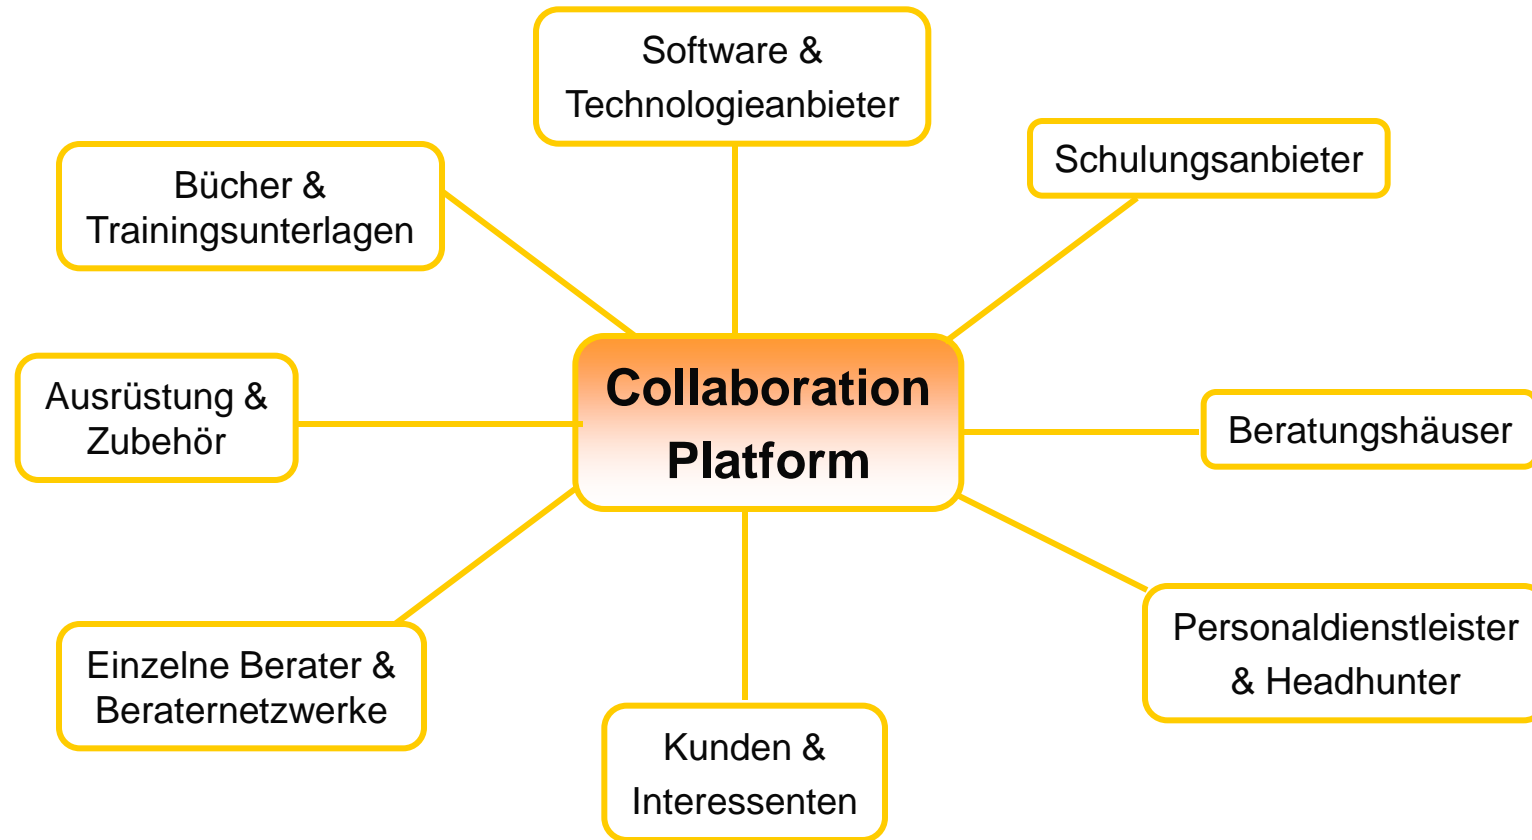 Software &
Technologieanbieter
Schulungsanbieter
Bücher &
Trainingsunterlagen
Collaboration
Platform
Ausrüstung &
Zubehör
Beratungshäuser
Einzelne Berater &
Beraternetzwerke
Personaldienstleister
& Headhunter
Kunden &
Interessenten